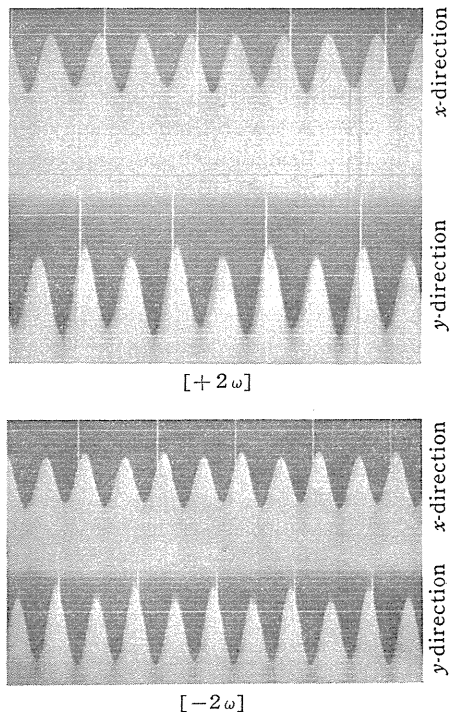 x-direction
y-direction
[+2ω]
x-direction
y-direction
[−2ω]